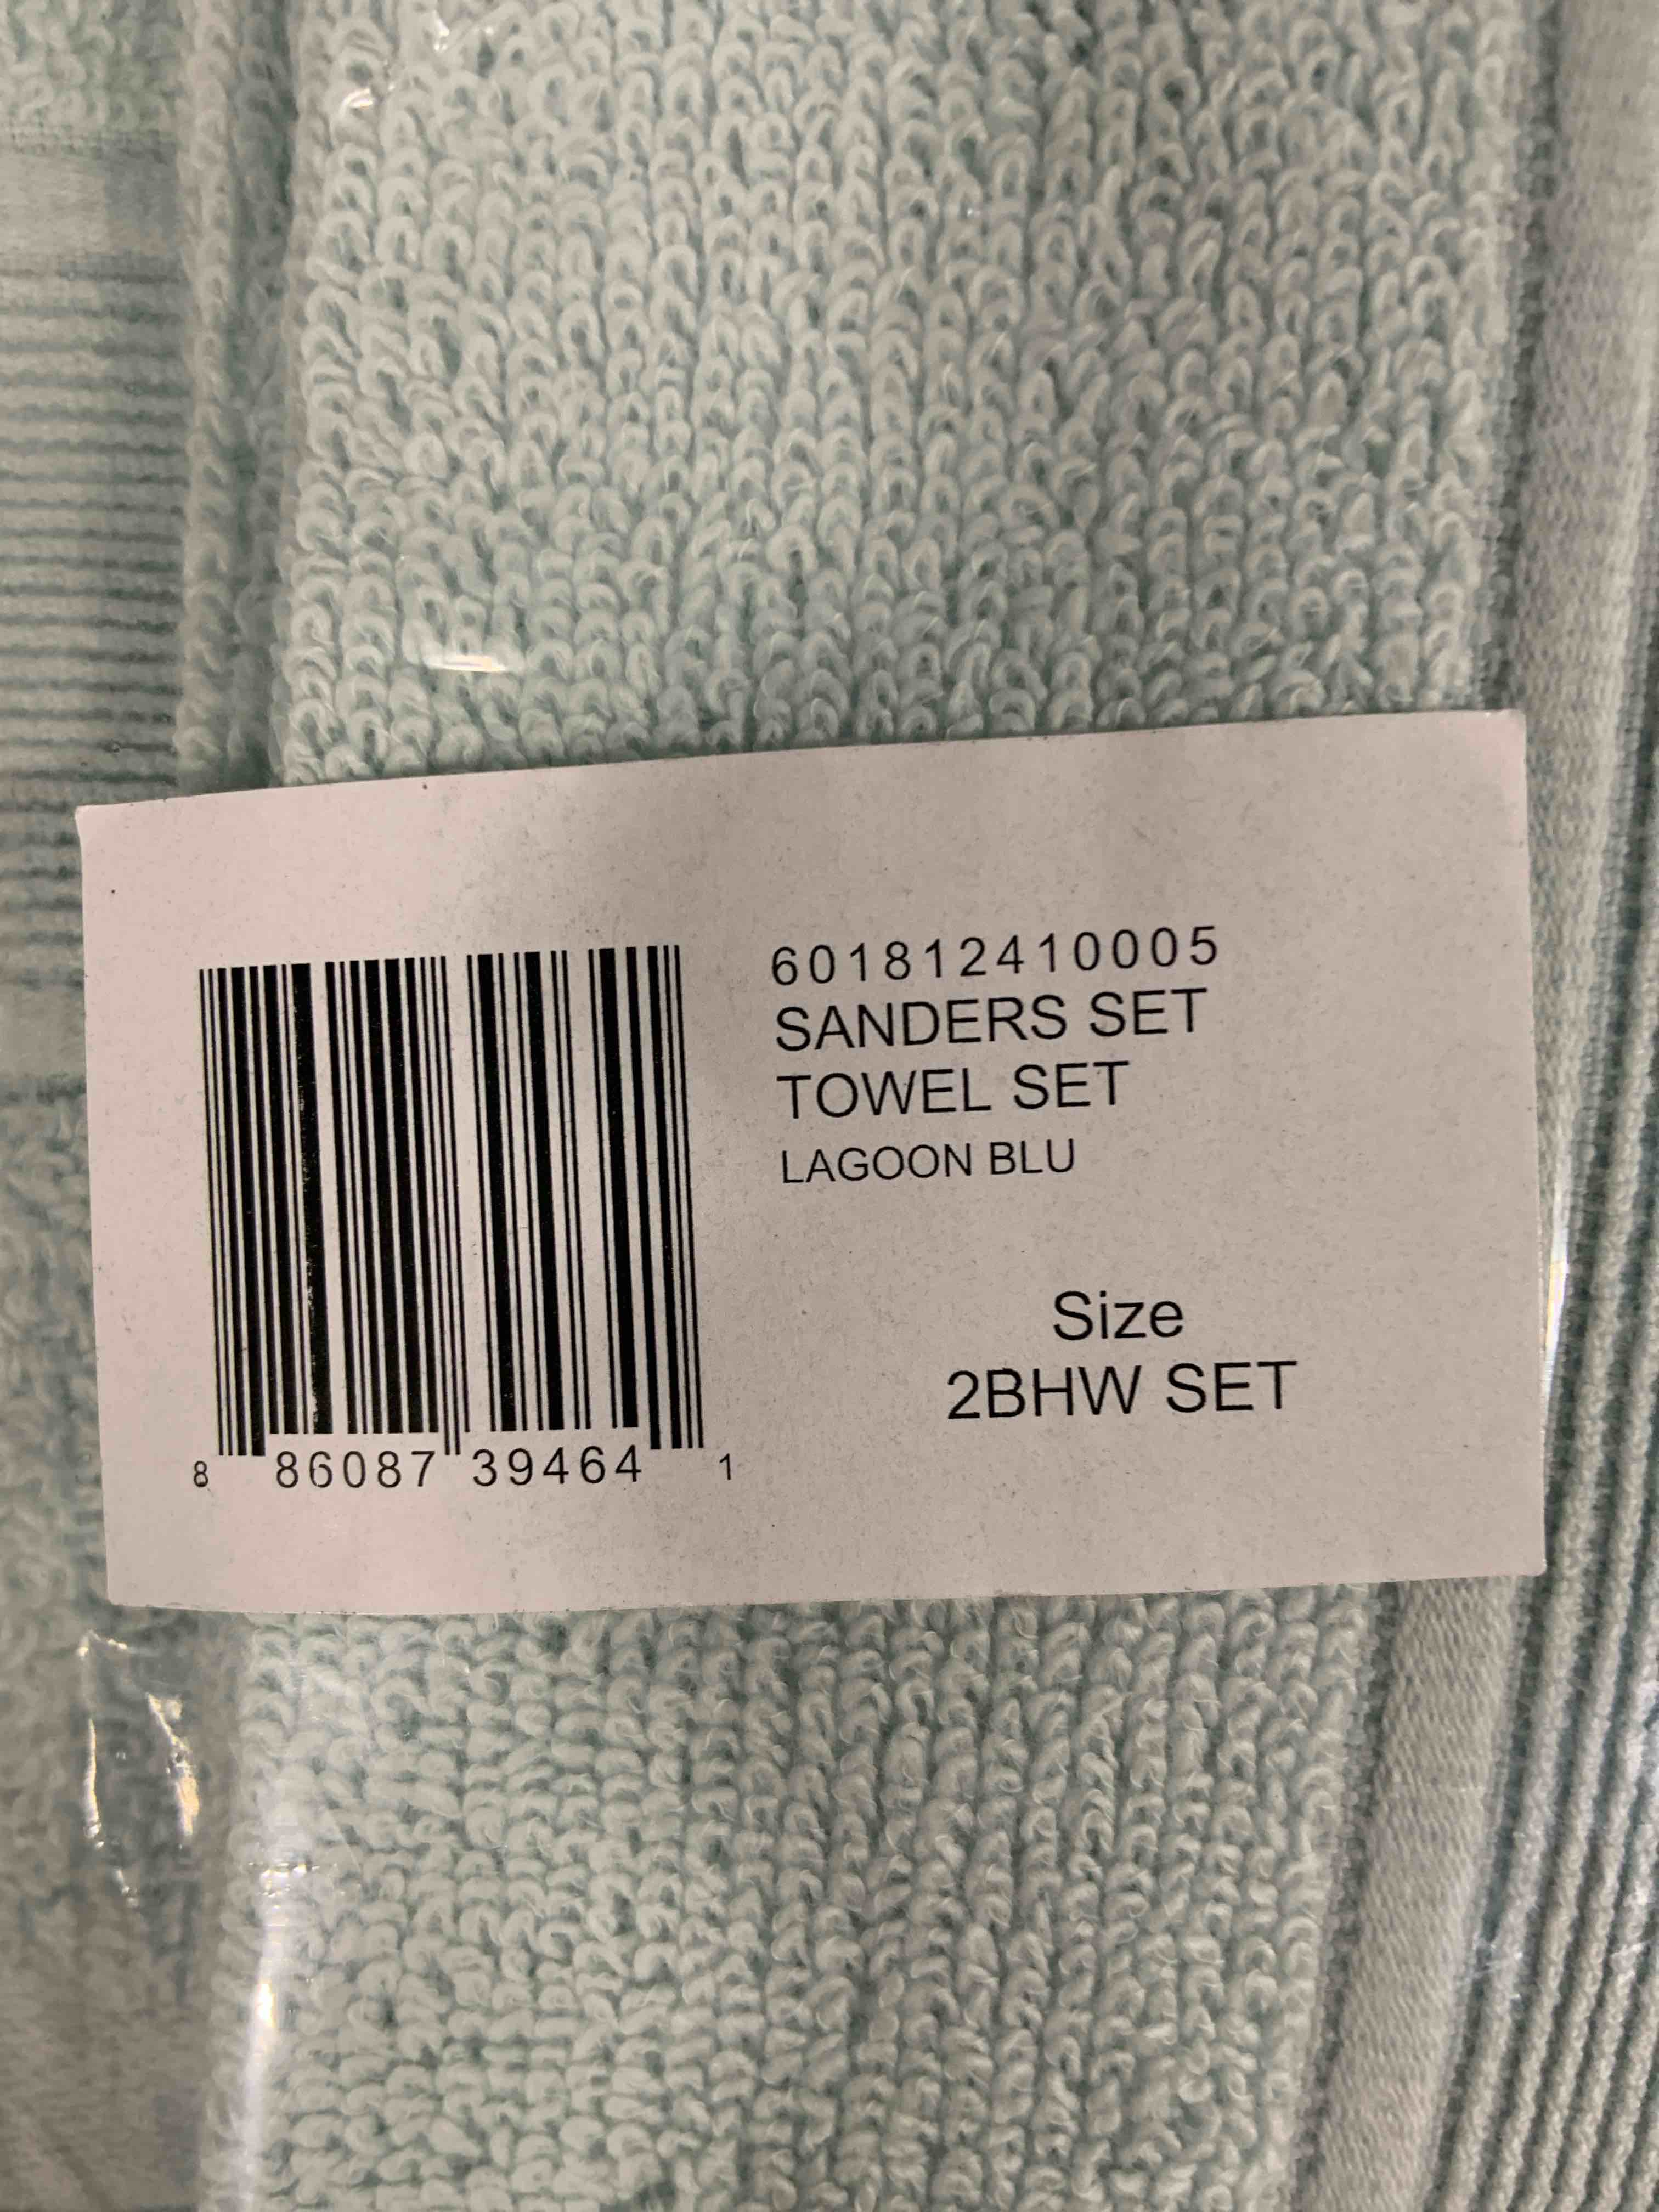 601812410005
SANDERS SET
TOWEL SET
LAGOON BLU
Size
2BHW SET
8 86087 39464 1